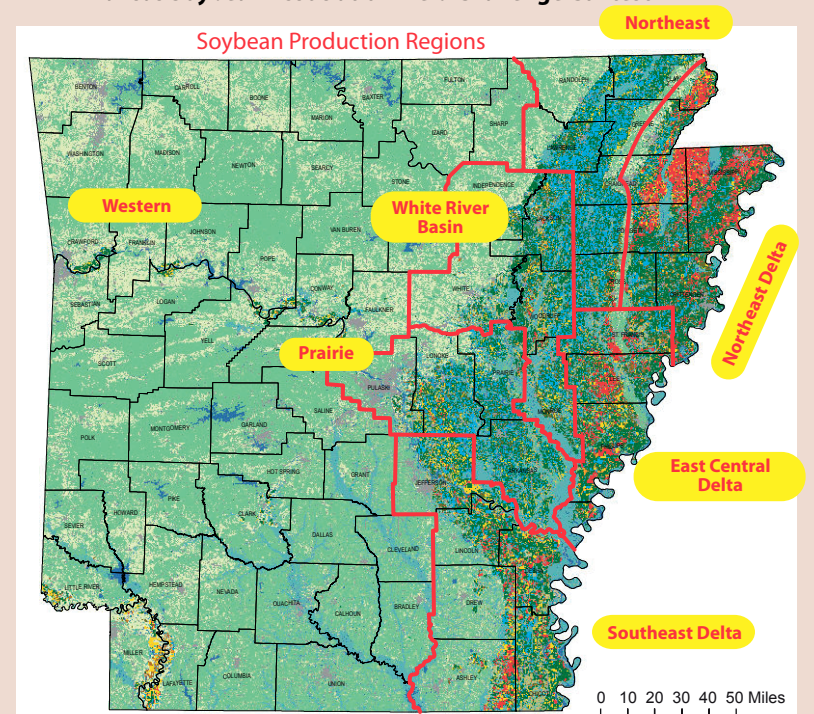 Northeast
Soybean Production Regions
BENTON
CARROLL
BOONE
MARION
BAXTER
FULTON
RANDOLPH
SHARP
IZARD
WASHINGTON
MADISON
NEWTON
SEARCY
STONE
INDEPENDENCE
LAWRENCE
Western
White River
Basin
CRAWFORD
FRANKLIN
JOHNSON
VAN BUREN
POPE
CONWAY
FAULKNER
WHITE
Northeast Delta
SEBASTIAN
LOGAN
YELL
Prairie
LONOKE
PRAIRIE
SCOTT
PULASKI
SALINE
MONROE
POLK
MONTGOMERY
GARLAND
HOT SPRING
GRANT
JEFFERSON
ARKANSAS
East Central
Delta
SEVIER
HOWARD
PIKE
CLARK
DALLAS
CLEVELAND
LINCOLN
LITTLE RIVER
HEMPSTEAD
NEVADA
OUACHITA
CALHOUN
BRADLEY
DREW
Southeast Delta
MILLER
LAFAYETTE
COLUMBIA
UNION
ASHLEY
0 10 20 30 40 50 Miles